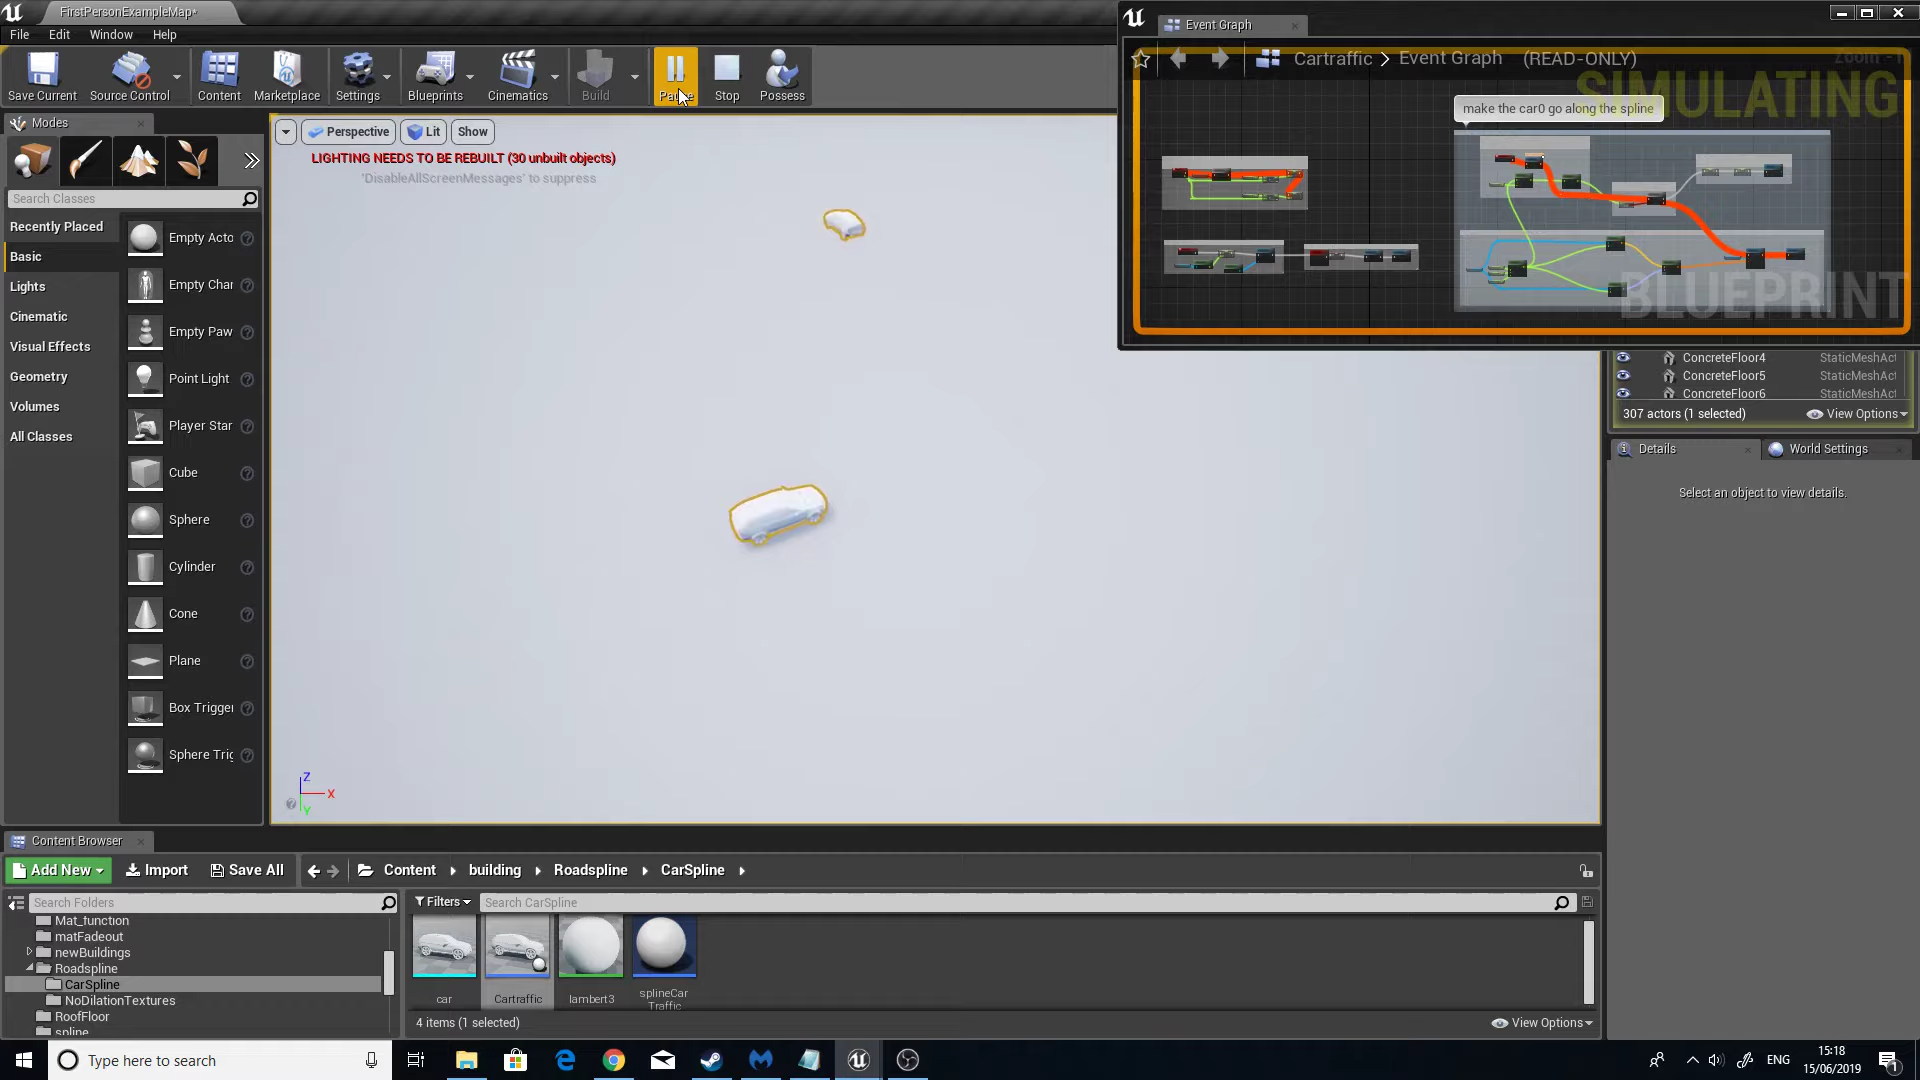 FirstPersonExampleMap*
File
Edit
Window
Help
Save Current
Source Control
Content
Marketplace
Settings
Blueprints
Cinematics
Build
Stop
Possess
Event Graph
Cartraffic > Event Graph (READ-ONLY)
SIMULATING
make the car0 go along the spline
BLUEPRINT
Modes
Search Classes
Recently Placed
Basic
Lights
Cinematic
Visual Effects
Geometry
Volumes
All Classes
Empty Acto
Empty Char
Empty Paw
Point Light
Player Star
Cube
Sphere
Cylinder
Cone
Plane
Box Trigger
Sphere Trig
Perspective
Lit
Show
LIGHTING NEEDS TO BE REBUILT (30 unbuilt objects)
'DisableAllScreenMessages' to suppress
Z
X
Y
ConcreteFloor4
StaticMeshAct
ConcreteFloor5
StaticMeshAct
ConcreteFloor6
StaticMeshAct
307 actors (1 selected)
View Options
Details
World Settings
Select an object to view details.
Content Browser
Add New
Import
Save All
Content
building
Roadspline
CarSpline
Search Folders
Filters
Search CarSpline
Mat_function
matFadeout
newBuildings
Roadspline
CarSpline
NoDilationTextures
RoofFloor
spline
car
Cartraffic
lambert3
splineCar
Traffic
4 items (1 selected)
View Options
Type here to search
ENG
15:18
15/06/2019
1